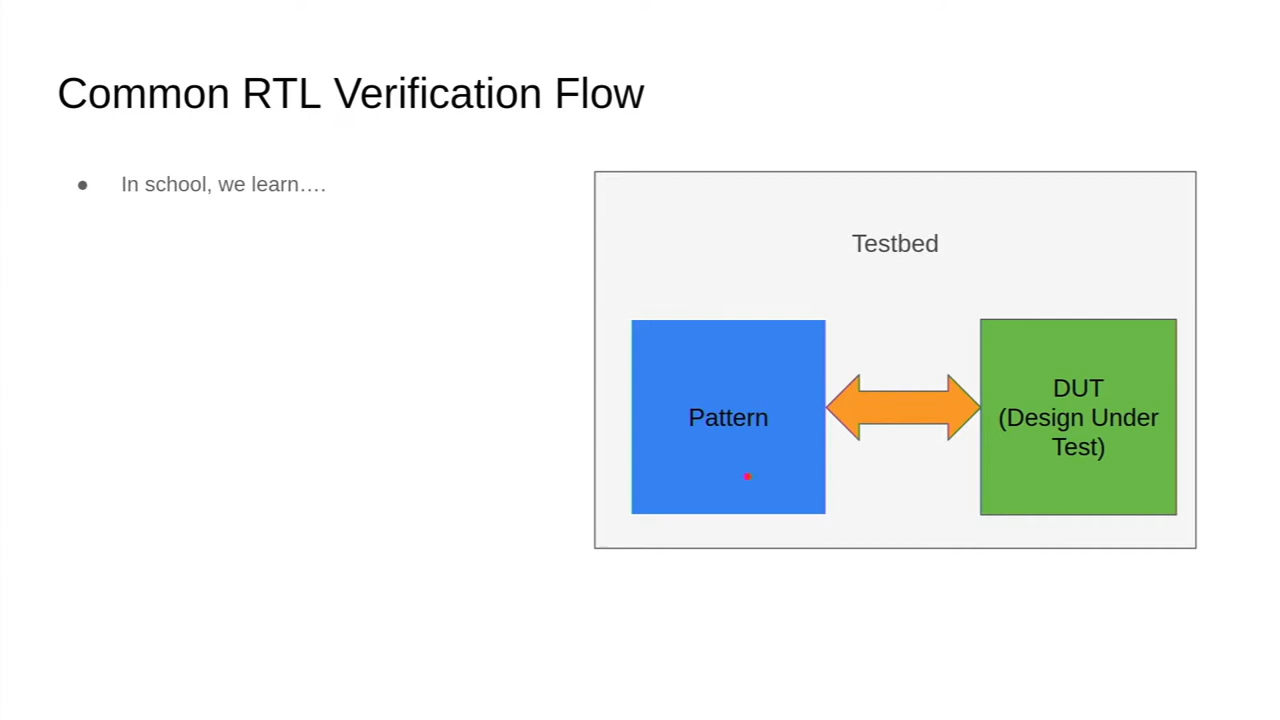 Common RTL Verification Flow
● In school, we learn….
Testbed
Pattern
DUT
(Design Under
Test)